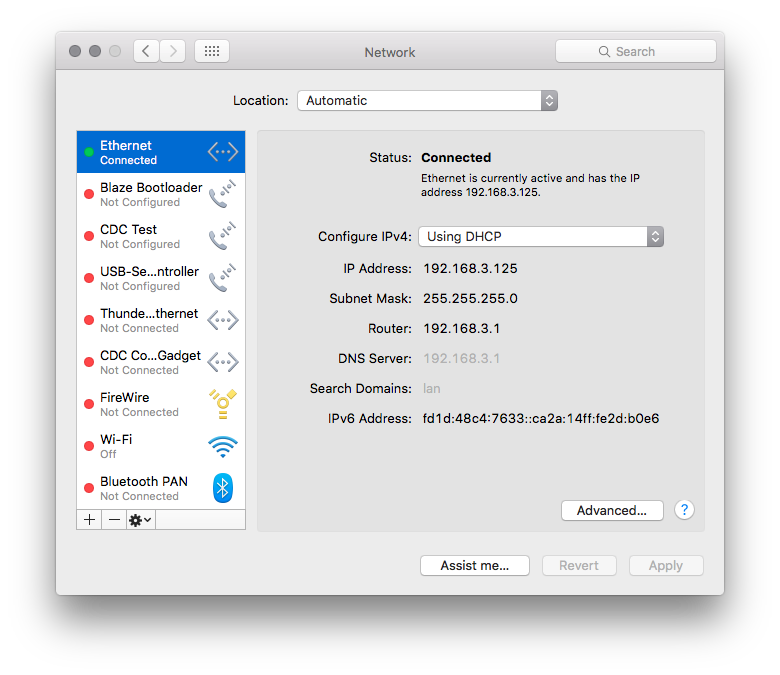 Network
Search
Location: Automatic
Ethernet
Connected
Blaze Bootloader
Not Configured
CDC Test
Not Configured
USB-Se...ntroller
Not Configured
Thunde...thernet
Not Connected
CDC Co...Gadget
Not Connected
FireWire
Not Connected
Wi-Fi
Off
Bluetooth PAN
Not Connected
Status: Connected
Ethernet is currently active and has the IP
address 192.168.3.125.
Configure IPv4: Using DHCP
IP Address: 192.168.3.125
Subnet Mask: 255.255.255.0
Router: 192.168.3.1
DNS Server: 192.168.3.1
Search Domains: lan
IPv6 Address: fd1d:48c4:7633::ca2a:14ff:fe2d:b0e6
Advanced... ?
Assist me... Revert Apply